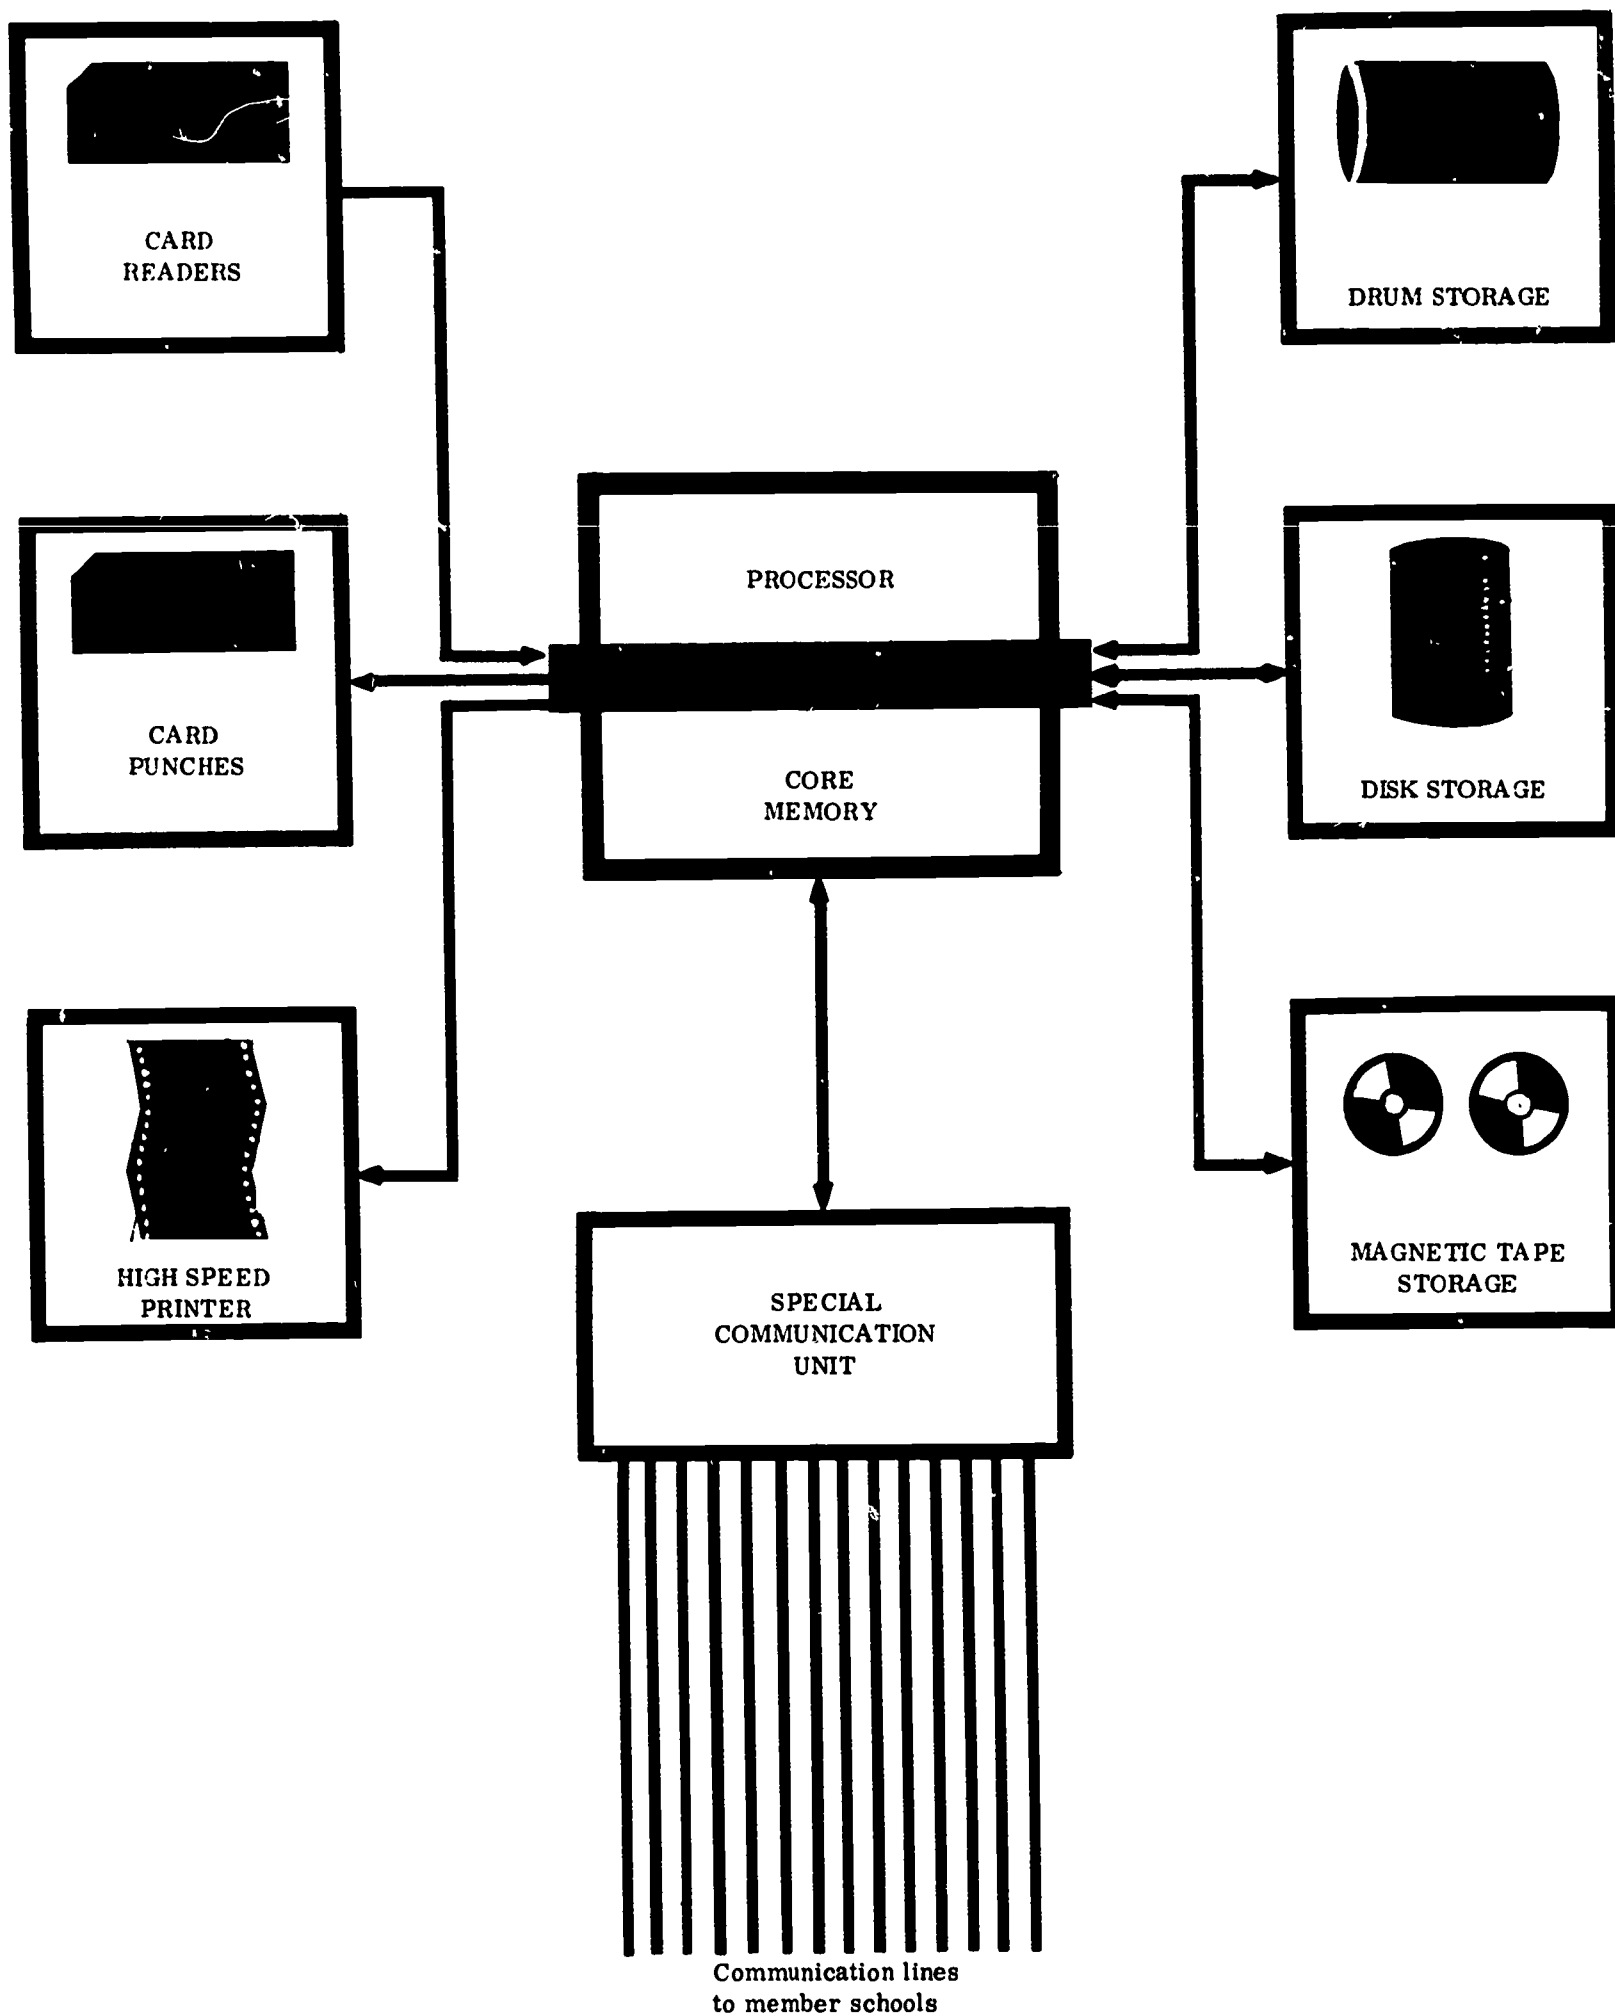 CARD
READERS
DRUM STORAGE
PROCESSOR
CARD
PUNCHES
CORE
MEMORY
DISK STORAGE
HIGH SPEED
PRINTER
SPECIAL
COMMUNICATION
UNIT
MAGNETIC TAPE
STORAGE
Communication lines
to member schools